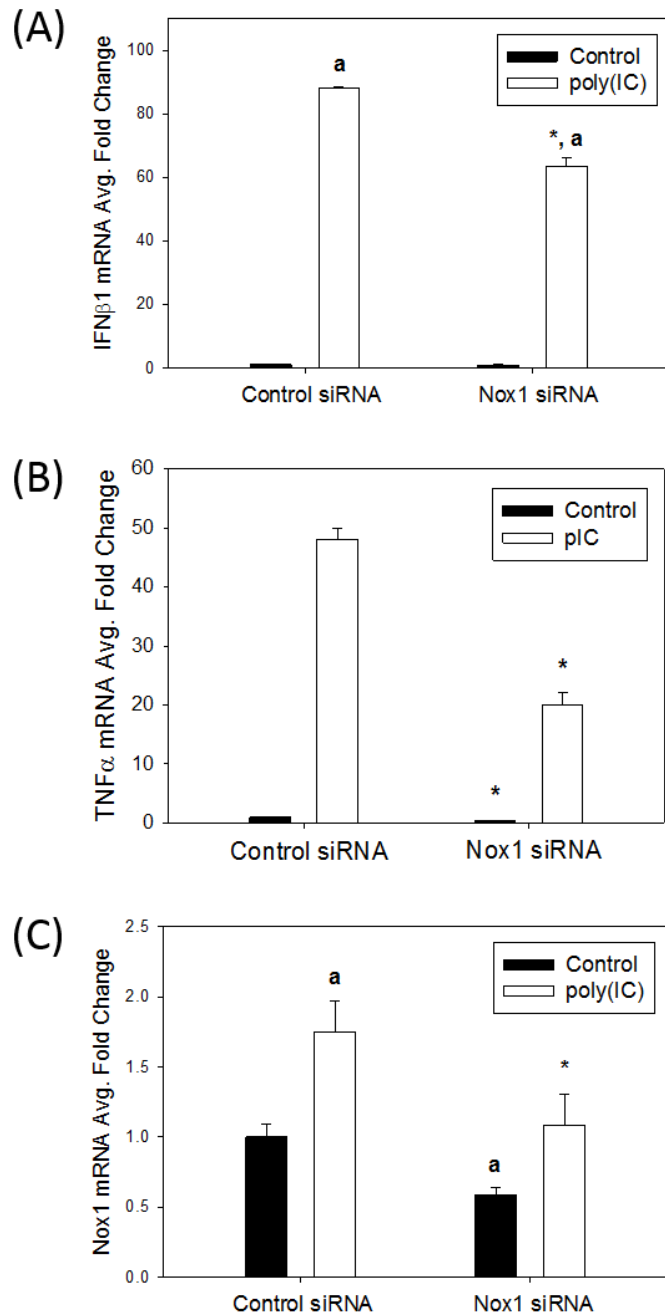 (A)
IFNβ1 mRNA Avg. Fold Change
100
80
60
40
20
0
Control
poly(IC)
a
*, a
Control siRNA
Nox1 siRNA
(B)
TNFα mRNA Avg. Fold Change
60
50
40
30
20
10
0
Control
pIC
*
*
Control siRNA
Nox1 siRNA
(C)
Nox1 mRNA Avg. Fold Change
2.5
2.0
1.5
1.0
0.5
0.0
Control
poly(IC)
a
*
a
Control siRNA
Nox1 siRNA